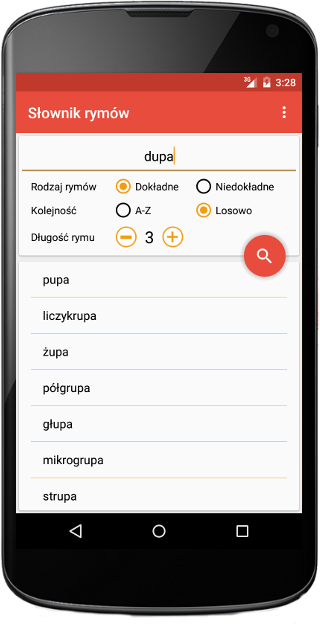 3G 3:28
Słownik rymów
dupa
Rodzaj rymów Dokładne Niedokładne
Kolejność A-Z Losowo
Długość rymu 3
pupa
liczykrupa
żupa
półgrupa
głupa
mikrogrupa
strupa